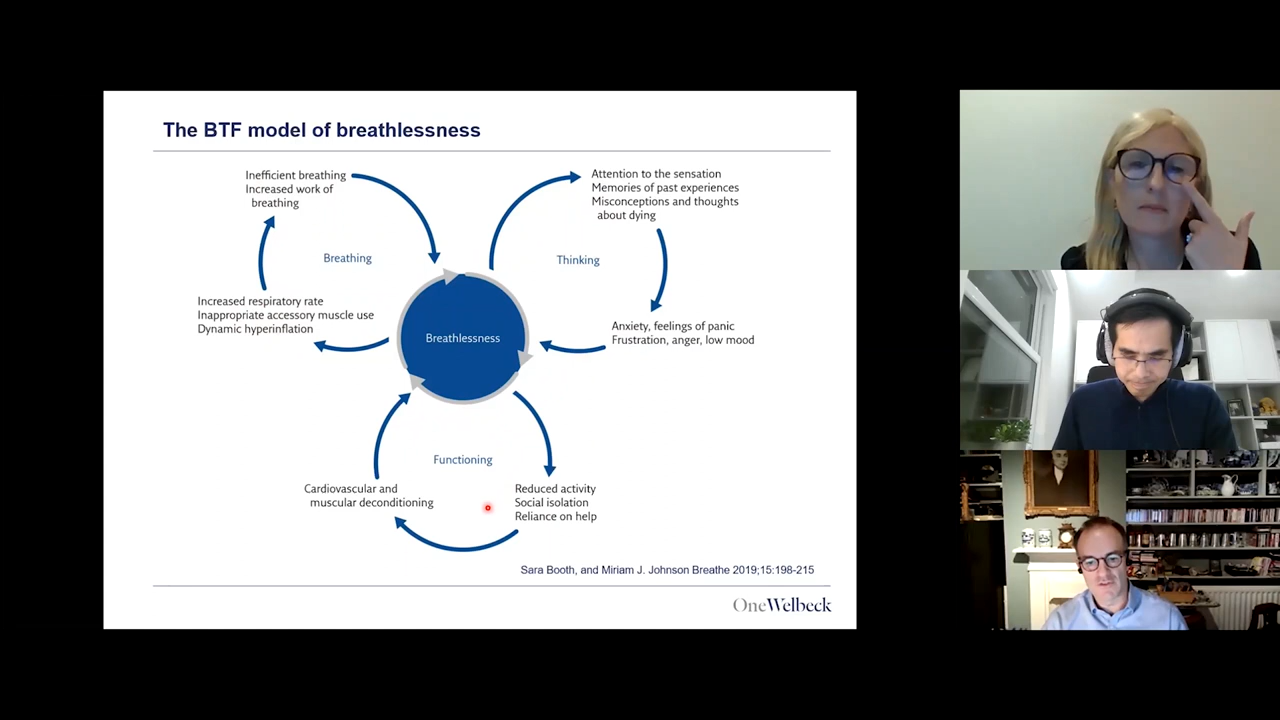 The BTF model of breathlessness
Inefficient breathing
Increased work of
breathing
Attention to the sensation
Memories of past experiences
Misconceptions and thoughts
about dying
Breathing
Thinking
Increased respiratory rate
Inappropriate accessory muscle use
Dynamic hyperinflation
Breathlessness
Anxiety, feelings of panic
Frustration, anger, low mood
Functioning
Cardiovascular and
muscular deconditioning
Reduced activity
Social isolation
Reliance on help
Sara Booth, and Miriam J. Johnson Breathe 2019;15:198-215
OneWelbeck